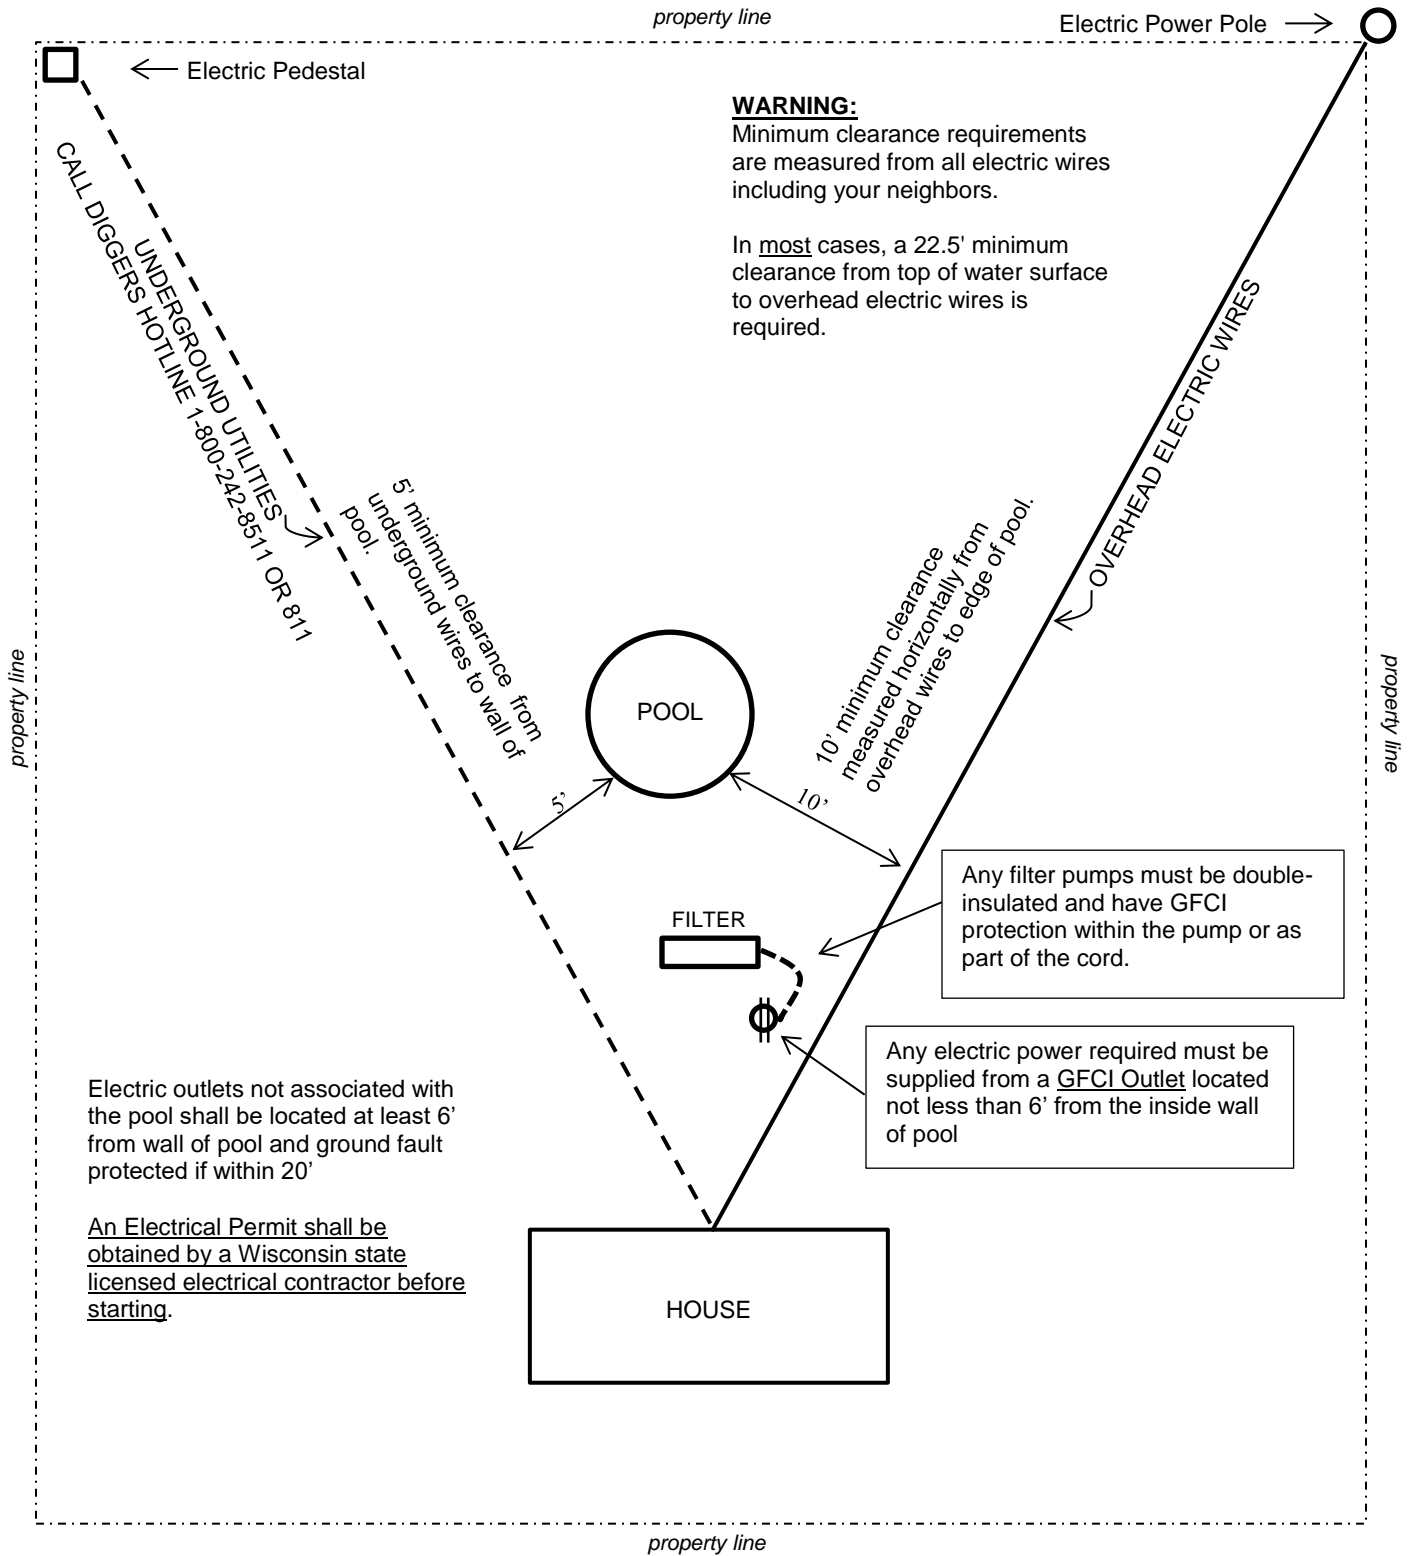 property line
Electric Power Pole
Electric Pedestal
WARNING:
Minimum clearance requirements
are measured from all electric wires
including your neighbors.
In most cases, a 22.5' minimum
clearance from top of water surface
to overhead electric wires is
required.
CALL DIGGERS HOTLINE 1-800-242-8511 OR 811
UNDERGROUND UTILITIES
5’ minimum clearance from
underground wires to wall of
pool.
10’ minimum clearance
measured horizontally from
overhead wires to edge of pool.
OVERHEAD ELECTRIC WIRES
property line
property line
POOL
5’
10’
FILTER
Any filter pumps must be double-
insulated and have GFCI
protection within the pump or as
part of the cord.
Any electric power required must be
supplied from a GFCI Outlet located
not less than 6’ from the inside wall
of pool
Electric outlets not associated with
the pool shall be located at least 6’
from wall of pool and ground fault
protected if within 20’
An Electrical Permit shall be
obtained by a Wisconsin state
licensed electrical contractor before
starting.
HOUSE
property line